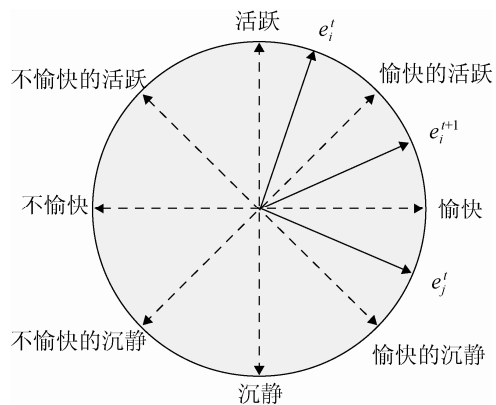 活跃
e_i^t
不愉快的活跃
愉快的活跃
e_i^{t+1}
不愉快
愉快
e_j^t
不愉快的沉静
愉快的沉静
沉静